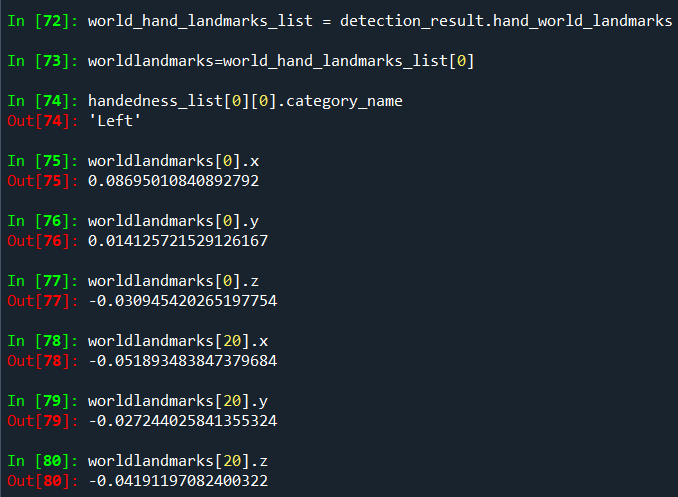 In [72]: world_hand_landmarks_list = detection_result.hand_world_landmarks
In [73]: worldlandmarks=world_hand_landmarks_list[0]
In [74]: handedness_list[0][0].category_name
Out[74]: 'Left'
In [75]: worldlandmarks[0].x
Out[75]: 0.08695010840892792
In [76]: worldlandmarks[0].y
Out[76]: 0.014125721529126167
In [77]: worldlandmarks[0].z
Out[77]: -0.030945420265197754
In [78]: worldlandmarks[20].x
Out[78]: -0.051893483847379684
In [79]: worldlandmarks[20].y
Out[79]: -0.027244025841355324
In [80]: worldlandmarks[20].z
Out[80]: -0.04191197082400322